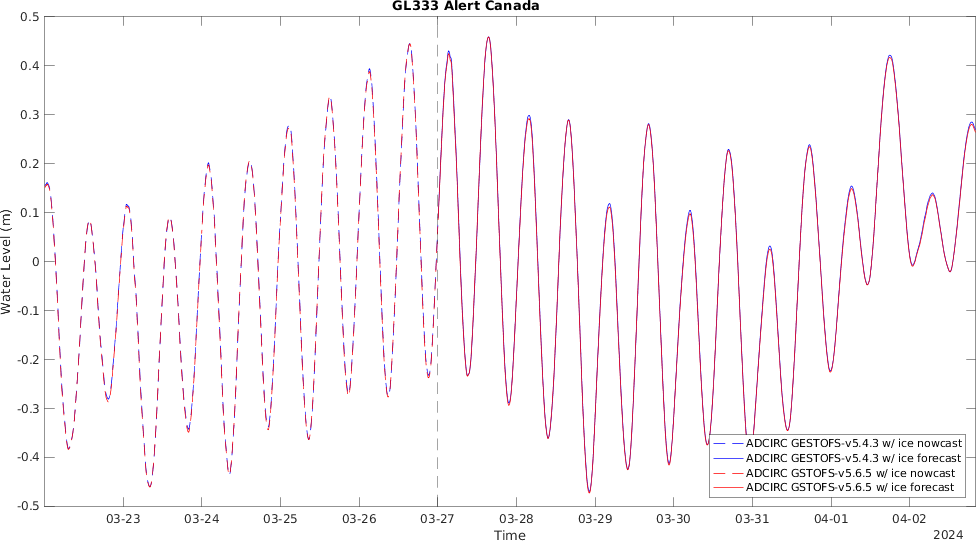 GL333 Alert Canada
0.5
0.4
0.3
0.2
0.1
0
-0.1
-0.2
-0.3
-0.4
-0.5
Water Level (m)
03-23 03-24 03-25 03-26 03-27 03-28 03-29 03-30 03-31 04-01 04-02
Time
2024
ADCIRC GESTOFS-v5.4.3 w/ ice nowcast
ADCIRC GESTOFS-v5.4.3 w/ ice forecast
ADCIRC GSTOFS-v5.6.5 w/ ice nowcast
ADCIRC GSTOFS-v5.6.5 w/ ice forecast